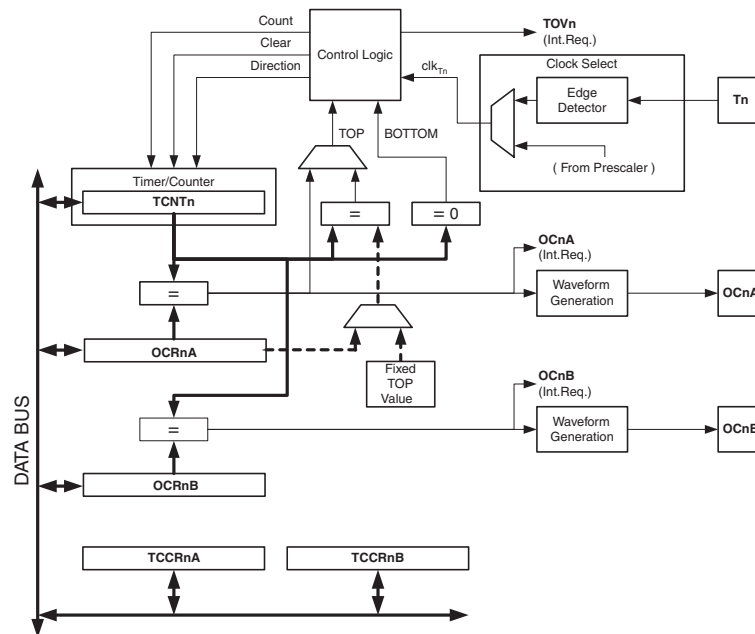 Count
Clear
Direction
Control Logic
TOVn
(Int.Req.)
clkTn
Clock Select
Edge
Detector
Tn
( From Prescaler )
TOP
BOTTOM
Timer/Counter
TCNTn
=
= 0
OCnA
(Int.Req.)
=
Waveform
Generation
OCnA
OCRnA
Fixed
TOP
Value
OCnB
(Int.Req.)
=
Waveform
Generation
OCnB
OCRnB
DATA BUS
TCCRnA
TCCRnB